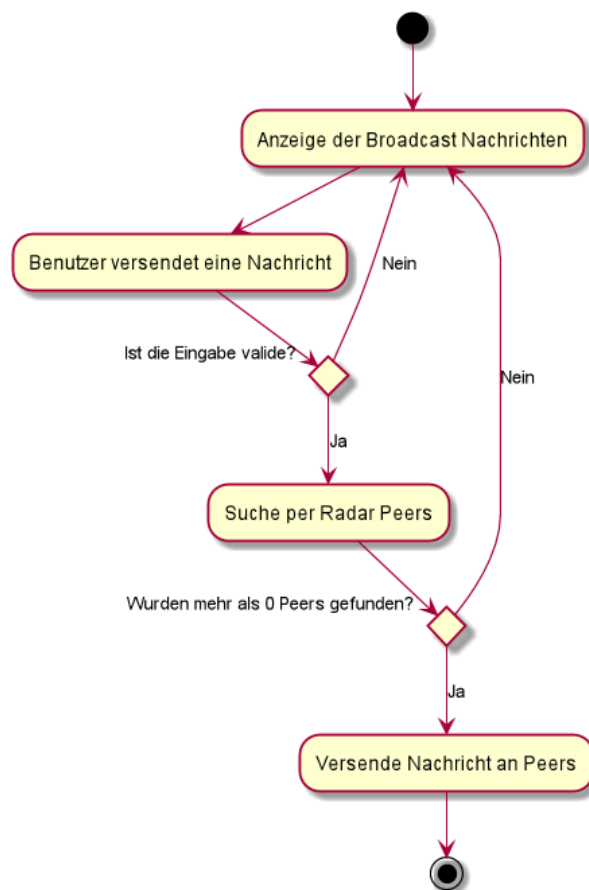 Anzeige der Broadcast Nachrichten
Benutzer versendet eine Nachricht
Nein
Ist die Eingabe valide?
Nein
Ja
Suche per Radar Peers
Wurden mehr als 0 Peers gefunden?
Ja
Versende Nachricht an Peers